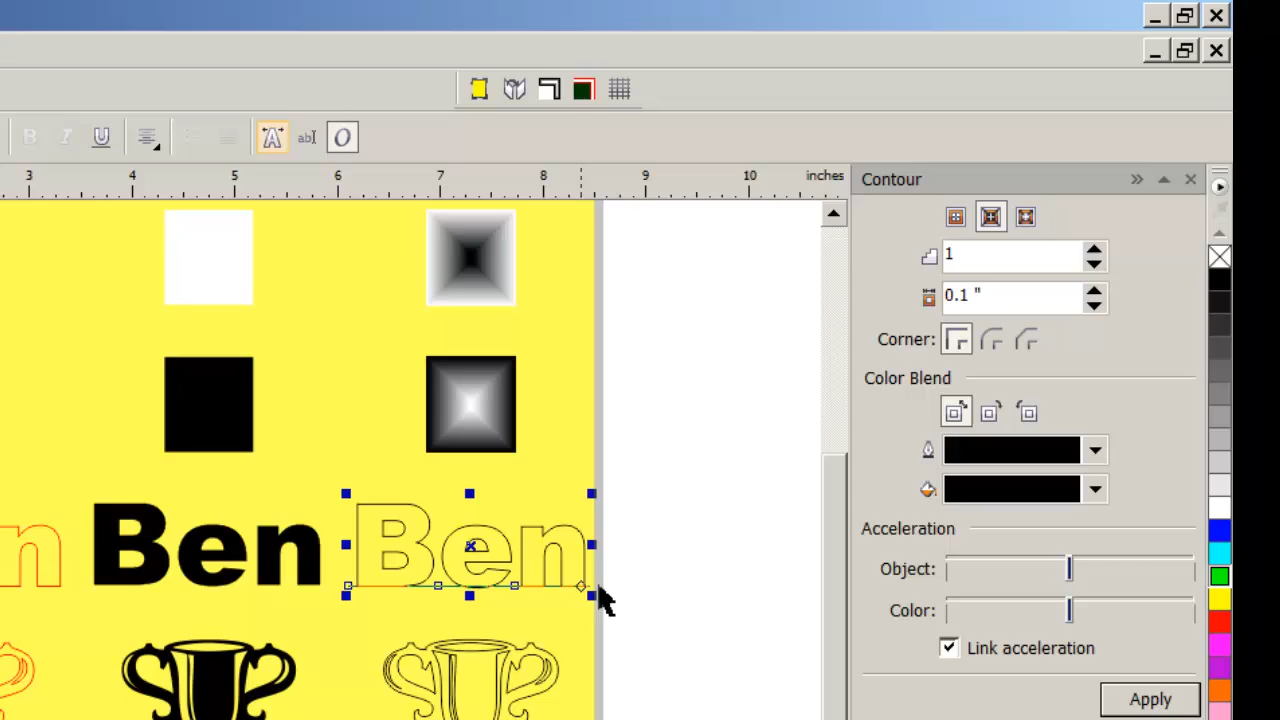 B I U A ab O
3 4 5 6 7 8 9 10 inches
Contour
1
0.1 "
Corner:
Color Blend
Acceleration
Object:
Color:
Link acceleration
Apply
n Ben Ben